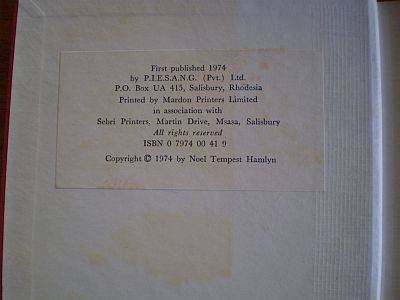 First published 1974
by P.I.E.S.A.N.G. (Pvt.) Ltd.
P.O. Box UA 415, Salisbury, Rhodesia
Printed by Mardon Printers Limited
in association with
Sebri Printers, Martin Drive, Msasa, Salisbury
All rights reserved
ISBN 0 7974 00 41 9
Copyright © 1974 by Noel Tempest Hamlyn